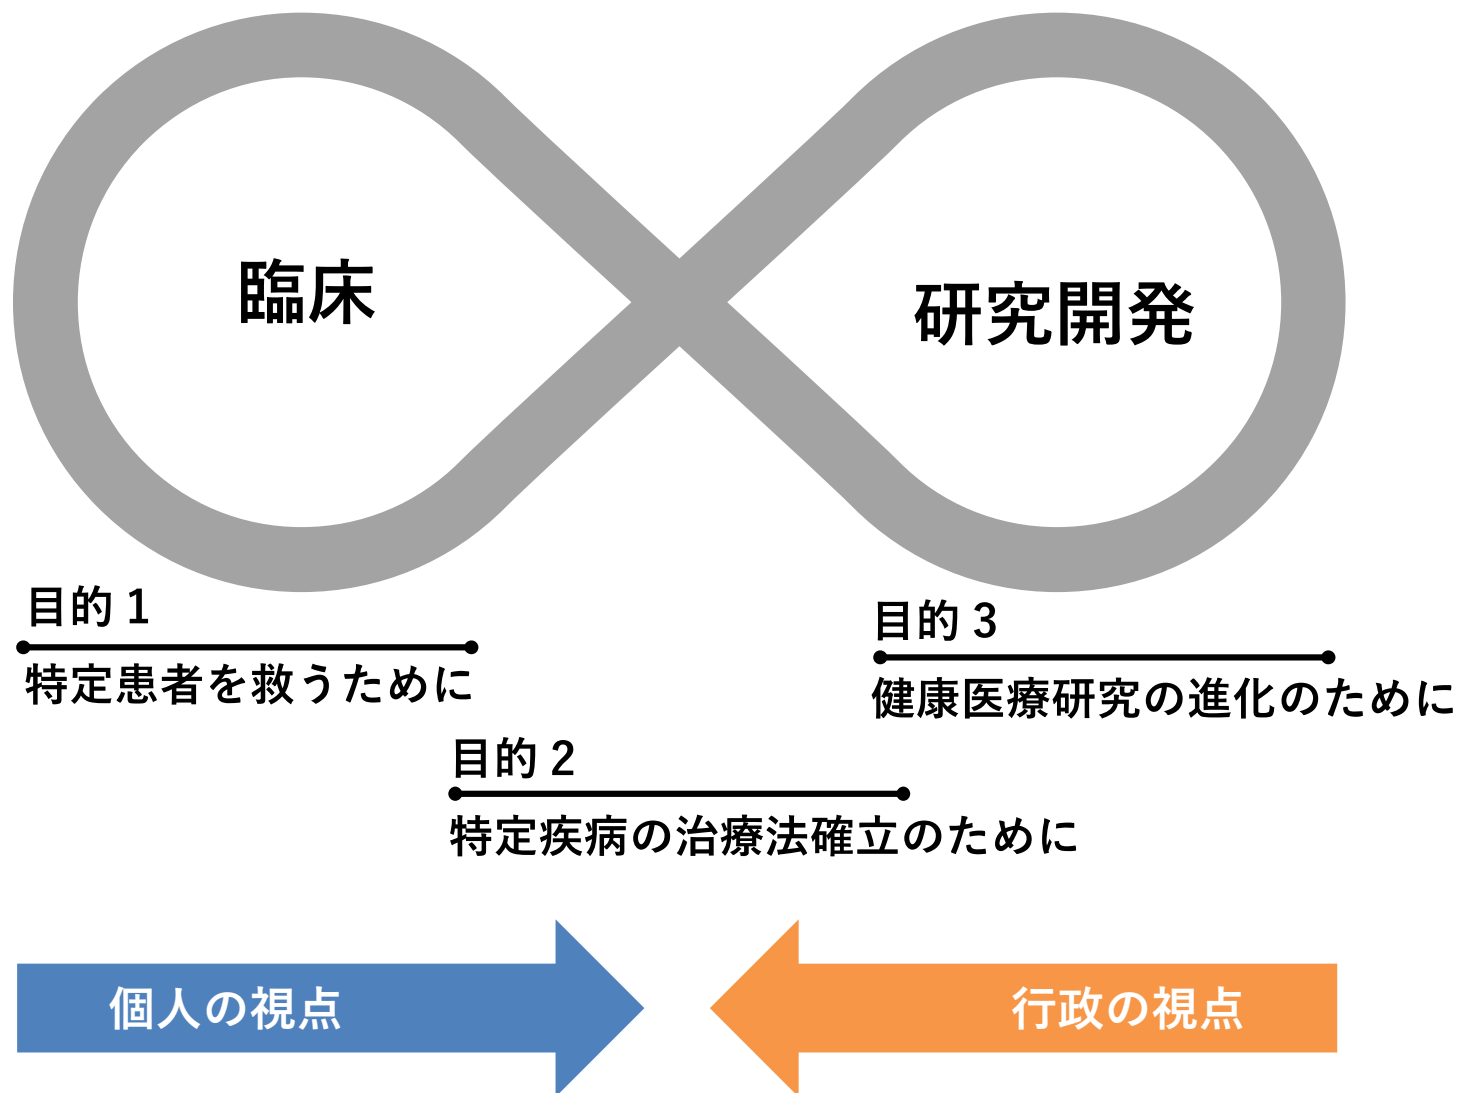 臨床
研究開発
目的 1
特定患者を救うために
目的 2
特定疾病の治療法確立のために
目的 3
健康医療研究の進化のために
個人の視点
行政の視点